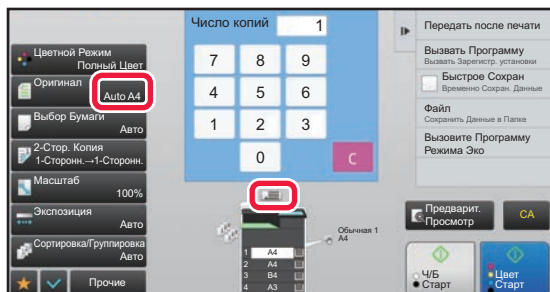 Число копий 1
Цветной Режим
Полный Цвет
Оригинал
Auto A4
Выбор Бумаги
Авто
2-Стор. Копия
1-Сторонн.→1-Сторонн.
Масштаб
100%
Экспозиция
Авто
Сортировка/Группировка
Авто
Прочие
7 8 9
4 5 6
1 2 3
0 C
Обычная 1
A4
1 A4
2 A4
3 B4
4 A3
Передать после печати
Вызвать Программу
Вызвать Зарегистр. установки
Быстрое Сохран
Временно Сохран. Данные
Файл
Сохранить Данные в Папке
Вызовите Программу
Режима Эко
Предварит.
Просмотр
CA
Ч/Б
Старт
Цвет
Старт